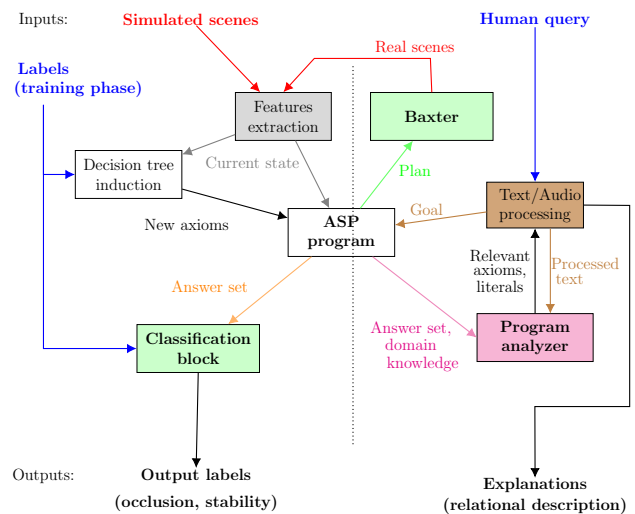 Inputs:
Simulated scenes
Human query
Real scenes
Labels
(training phase)
Features
extraction
Baxter
Decision tree
induction
Current state
Plan
Text/Audio
processing
New axioms
ASP
program
Goal
Relevant
axioms,
literals
Processed
text
Answer set
Classification
block
Answer set,
domain
knowledge
Program
analyzer
Outputs:
Output labels
(occlusion, stability)
Explanations
(relational description)